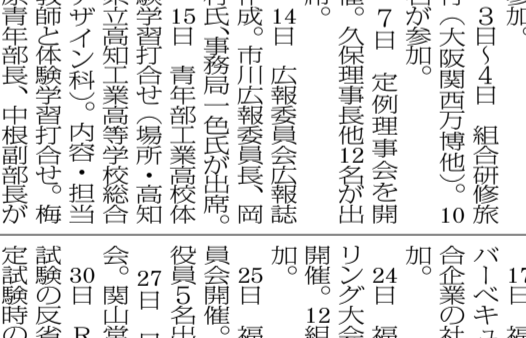 参加。
３日〜４日　組合研修旅
行（大阪関西万博他）。10
名が参加。
７日　定例理事会を開
催。久保理事長他12名が出
席。
14日　広報委員会広報誌
作成。市川広報委員長、岡
村氏、事務局一色氏が出席。
15日　青年部工業高校体
験学習打合せ（場所・高知
県立高知工業高等学校総合
デザイン科）。内容・担当
教師と体験学習打合せ。梅
原青年部長、中根副部長が
17日　福
バーベキュ
合企業の社
加。
24日　福
リング大会
開催。12組
加。
25日　福
員会開催。
役員５名出
27日
会。関山
30日　R
試験の反省
定試験時の